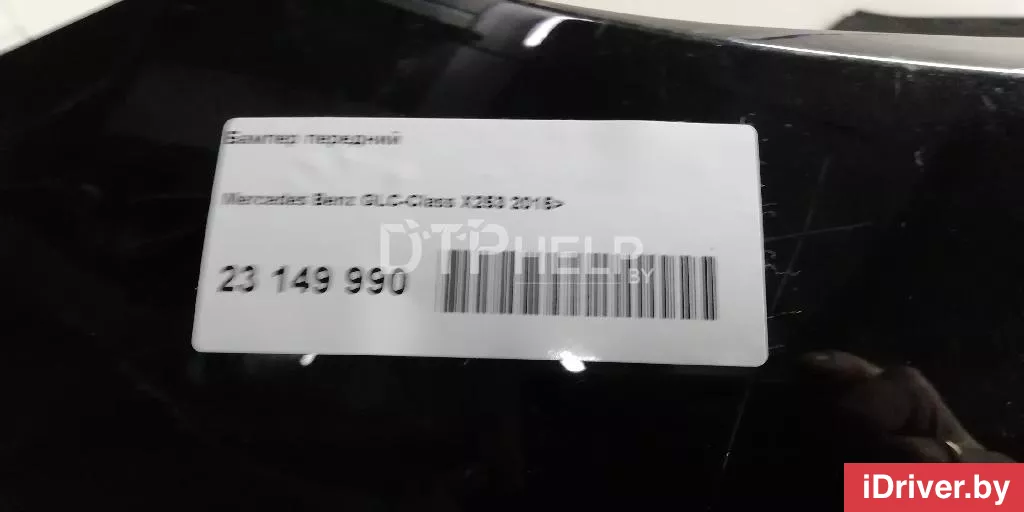 Бампер передний
Mercedes Benz GLC-Class X253 2015>
DTPHELP
BY
23 149 990
iDriver.by